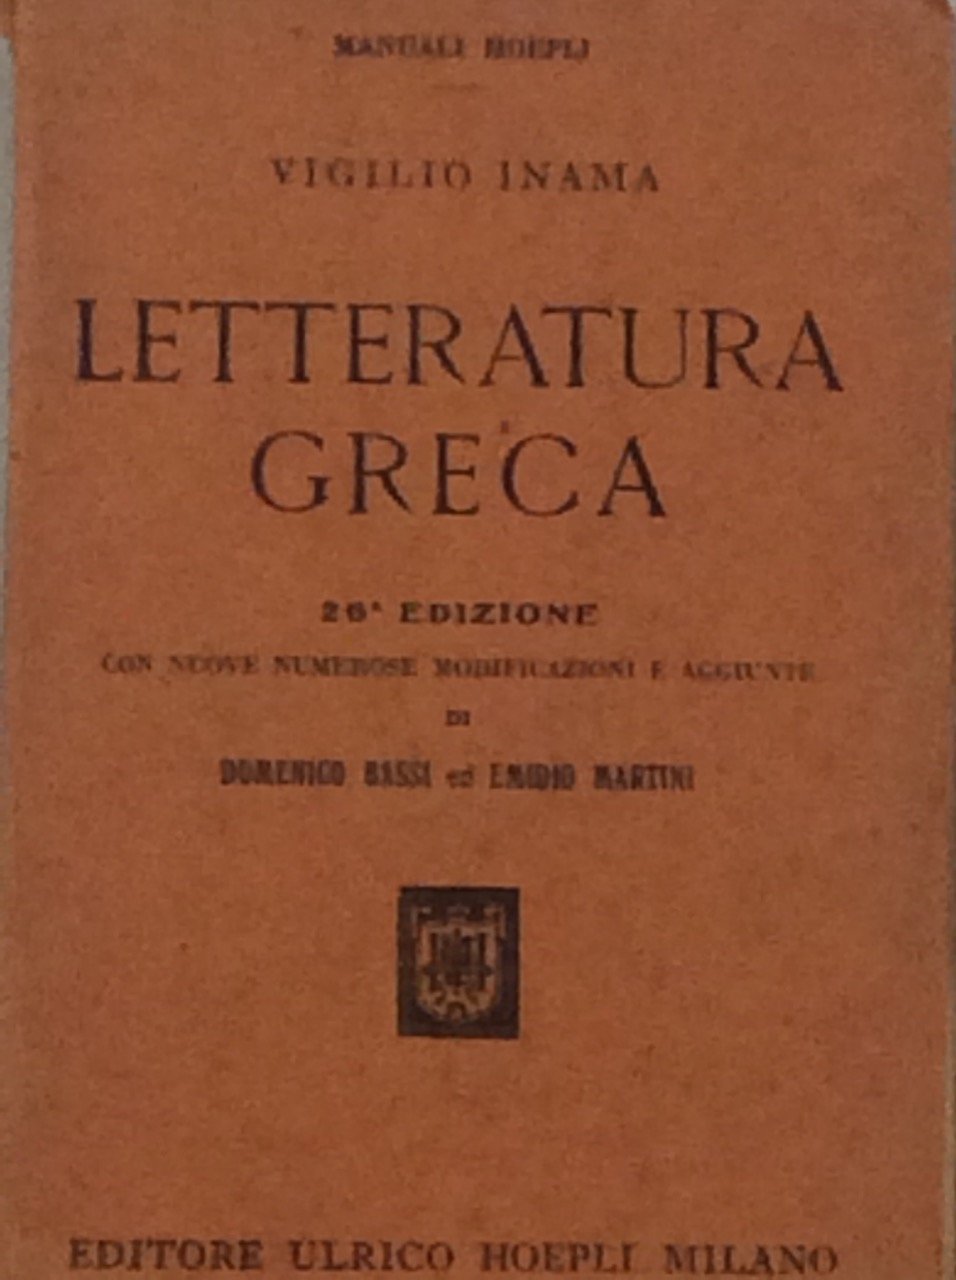 MANUALI HOEPLI
VIGILIO INAMA
LETTERATURA
GRECA
26ª EDIZIONE
CON NUOVE NUMEROSE MODIFICAZIONI E AGGIUNTE
DI
DOMENICO BASSI ed EMIDIO MARTINI
EDITORE ULRICO HOEPLI MILANO